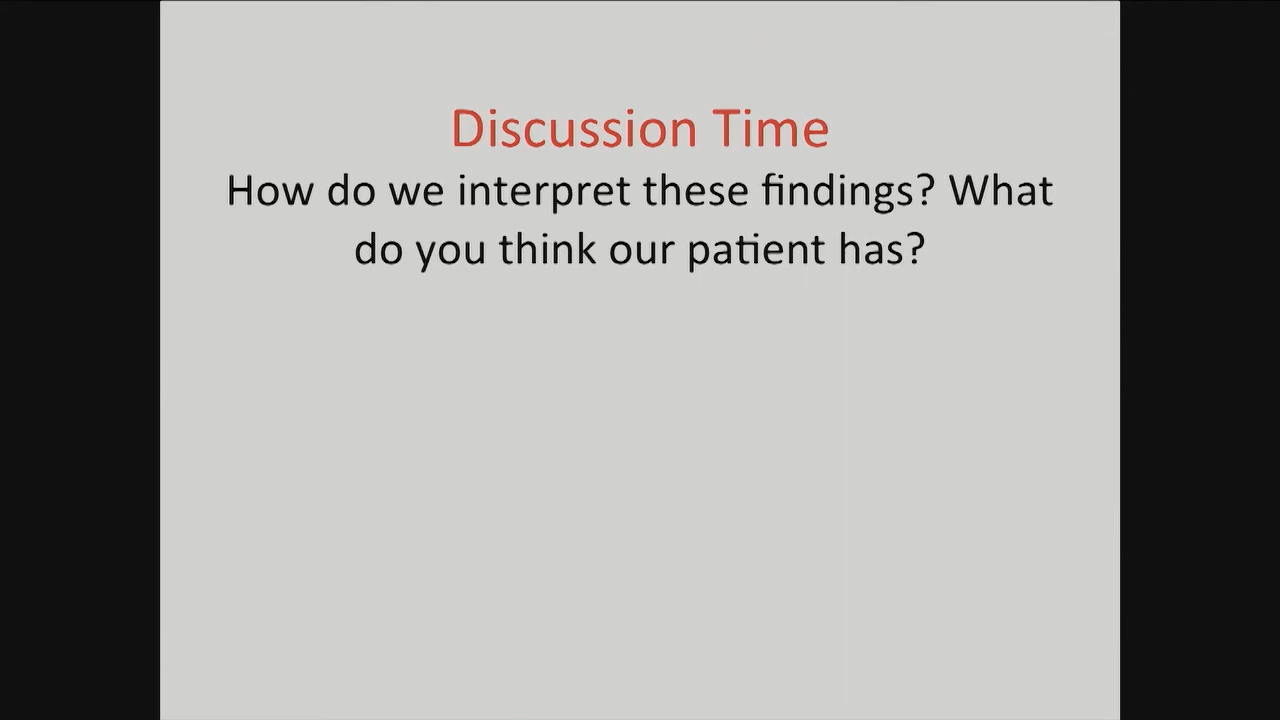 Discussion Time
How do we interpret these findings? What
do you think our patient has?